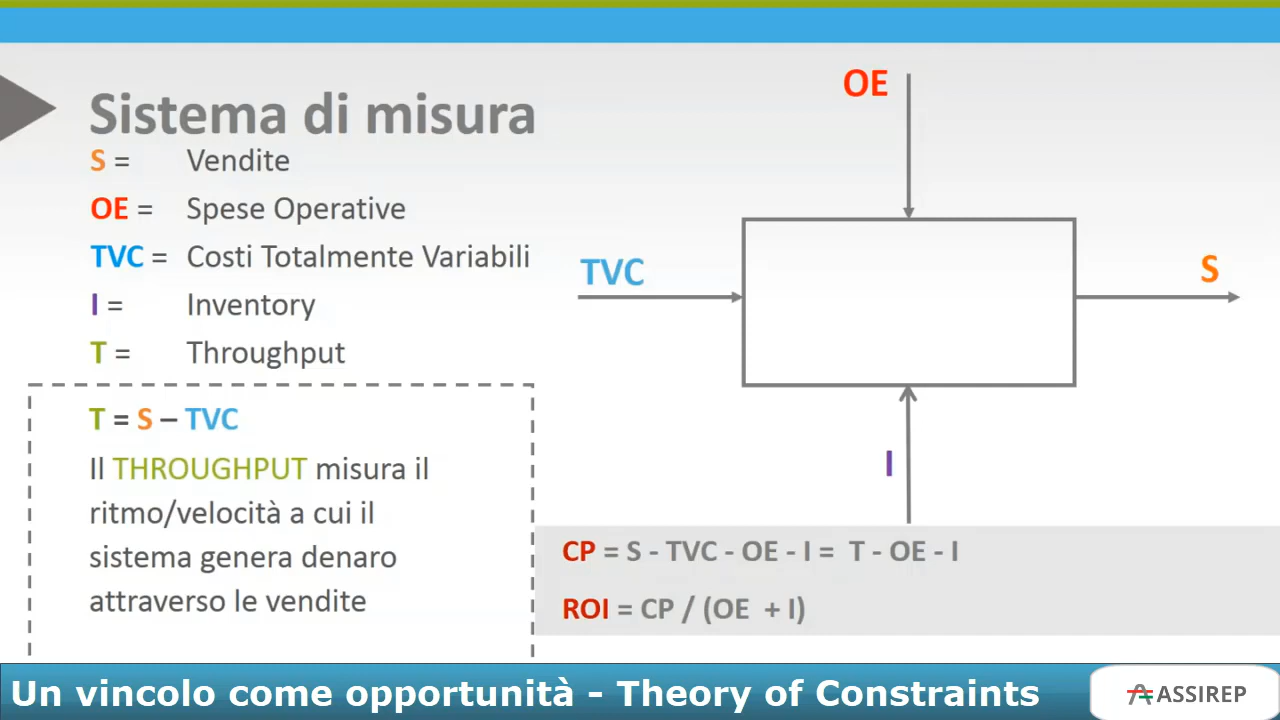 Sistema di misura
S = Vendite
OE = Spese Operative
TVC = Costi Totalmente Variabili
I = Inventory
T = Throughput
T = S – TVC
Il THROUGHPUT misura il
ritmo/velocità a cui il
sistema genera denaro
attraverso le vendite
OE
TVC
S
I
CP = S - TVC - OE - I = T - OE - I
ROI = CP / (OE + I)
Un vincolo come opportunità - Theory of Constraints
ASSIREP